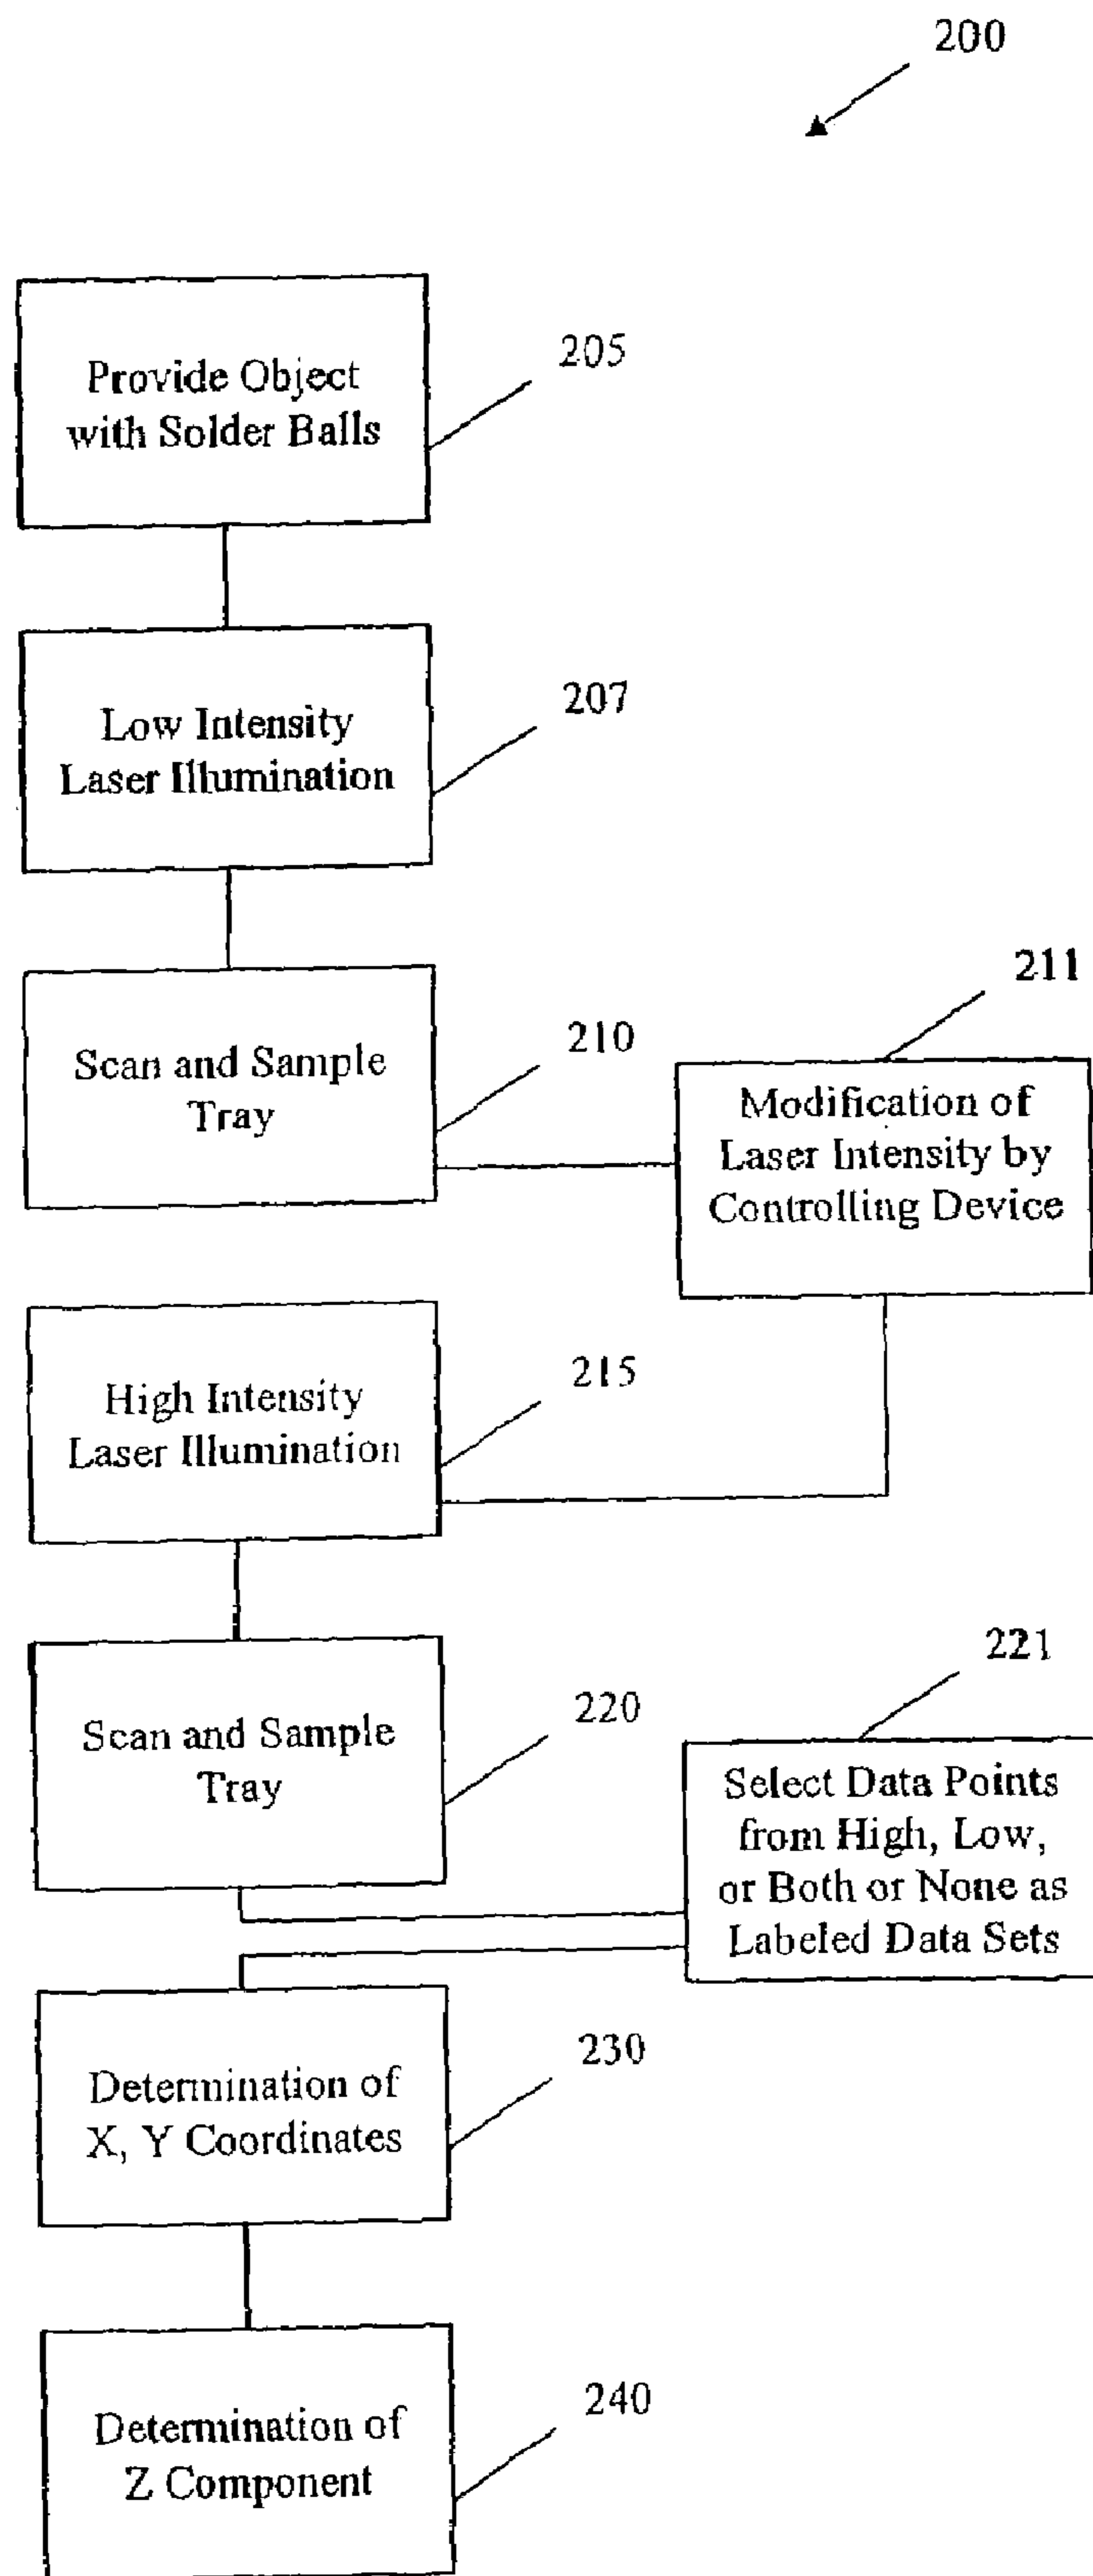 200
Provide Object
with Solder Balls
205
Low Intensity
Laser Illumination
207
Scan and Sample
Tray
210
211
Modification of
Laser Intensity by
Controlling Device
High Intensity
Laser Illumination
215
Scan and Sample
Tray
220
221
Select Data Points
from High, Low,
or Both or None as
Labeled Data Sets
Determination of
X, Y Coordinates
230
Determination of
Z Component
240